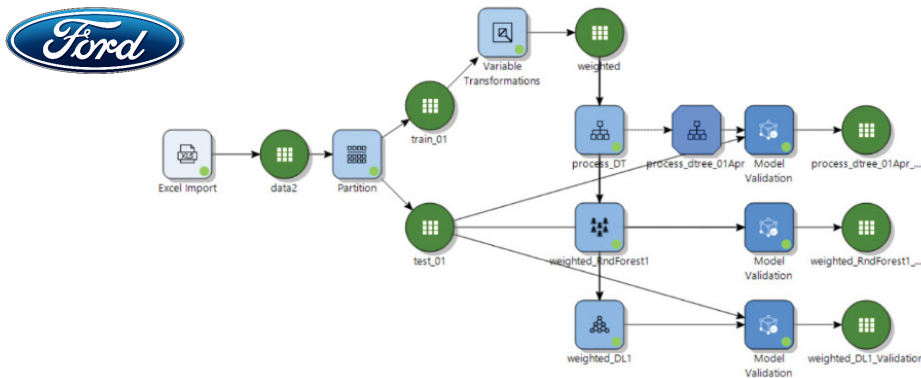 Ford
Variable
Transformations
weighted
train_01
XLS
Excel Import
data2
Partition
process_DT
process_dtree_01Apr
Model
Validation
process_dtree_01Apr_...
test_01
weighted_RndForest1
Model
Validation
weighted_RndForest1_...
weighted_DL1
Model
Validation
weighted_DL1_Validation